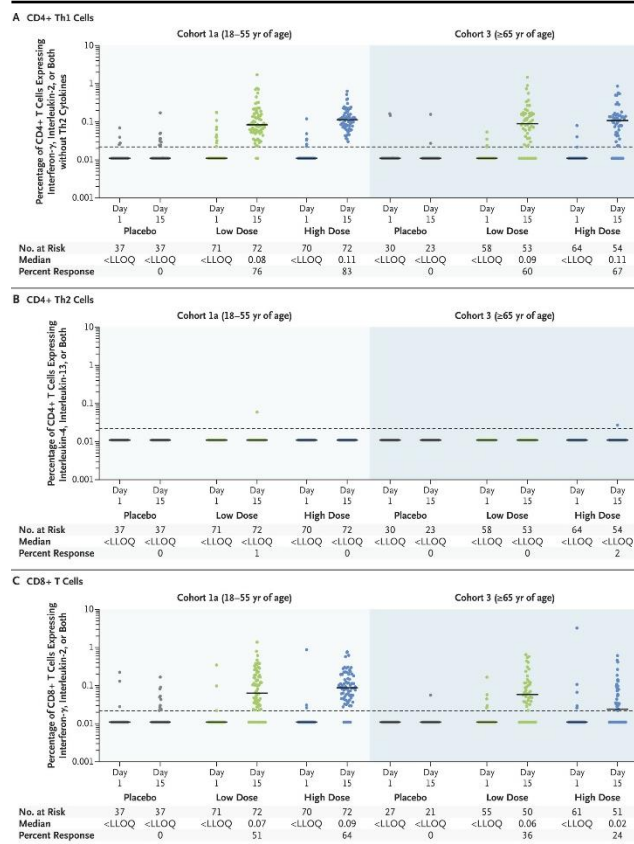 A CD4+ Th1 Cells
Cohort 1a (18–55 yr of age) Cohort 3 (≥65 yr of age)
Percentage of CD4+ T Cells Expressing
Interferon-γ, Interleukin-2, or Both
without Th2 Cytokines
10
1
0.1
0.01
0.001
Day Day Day Day Day Day Day Day Day Day Day Day
1 15 1 15 1 15 1 15 1 15 1 15
Placebo Low Dose High Dose Placebo Low Dose High Dose
No. at Risk 37 37 71 72 70 72 30 23 58 53 64 54
Median <LLOQ <LLOQ <LLOQ 0.08 <LLOQ 0.11 <LLOQ <LLOQ <LLOQ 0.09 <LLOQ 0.11
Percent Response 0 76 83 0 60 67
B CD4+ Th2 Cells
Cohort 1a (18–55 yr of age) Cohort 3 (≥65 yr of age)
Percentage of CD4+ T Cells Expressing
Interleukin-4, Interleukin-13, or Both
10
1
0.1
0.01
0.001
Day Day Day Day Day Day Day Day Day Day Day Day
1 15 1 15 1 15 1 15 1 15 1 15
Placebo Low Dose High Dose Placebo Low Dose High Dose
No. at Risk 37 37 71 72 70 72 30 23 58 53 64 54
Median <LLOQ <LLOQ <LLOQ <LLOQ <LLOQ <LLOQ <LLOQ <LLOQ <LLOQ <LLOQ <LLOQ <LLOQ
Percent Response 0 1 0 0 0 2
C CD8+ T Cells
Cohort 1a (18–55 yr of age) Cohort 3 (≥65 yr of age)
Percentage of CD8+ T Cells Expressing
Interferon-γ, Interleukin-2, or Both
10
1
0.1
0.01
0.001
Day Day Day Day Day Day Day Day Day Day Day Day
1 15 1 15 1 15 1 15 1 15 1 15
Placebo Low Dose High Dose Placebo Low Dose High Dose
No. at Risk 37 37 71 72 70 72 27 21 55 50 61 51
Median <LLOQ <LLOQ <LLOQ 0.07 <LLOQ 0.09 <LLOQ <LLOQ <LLOQ 0.06 <LLOQ 0.02
Percent Response 0 51 64 0 36 24